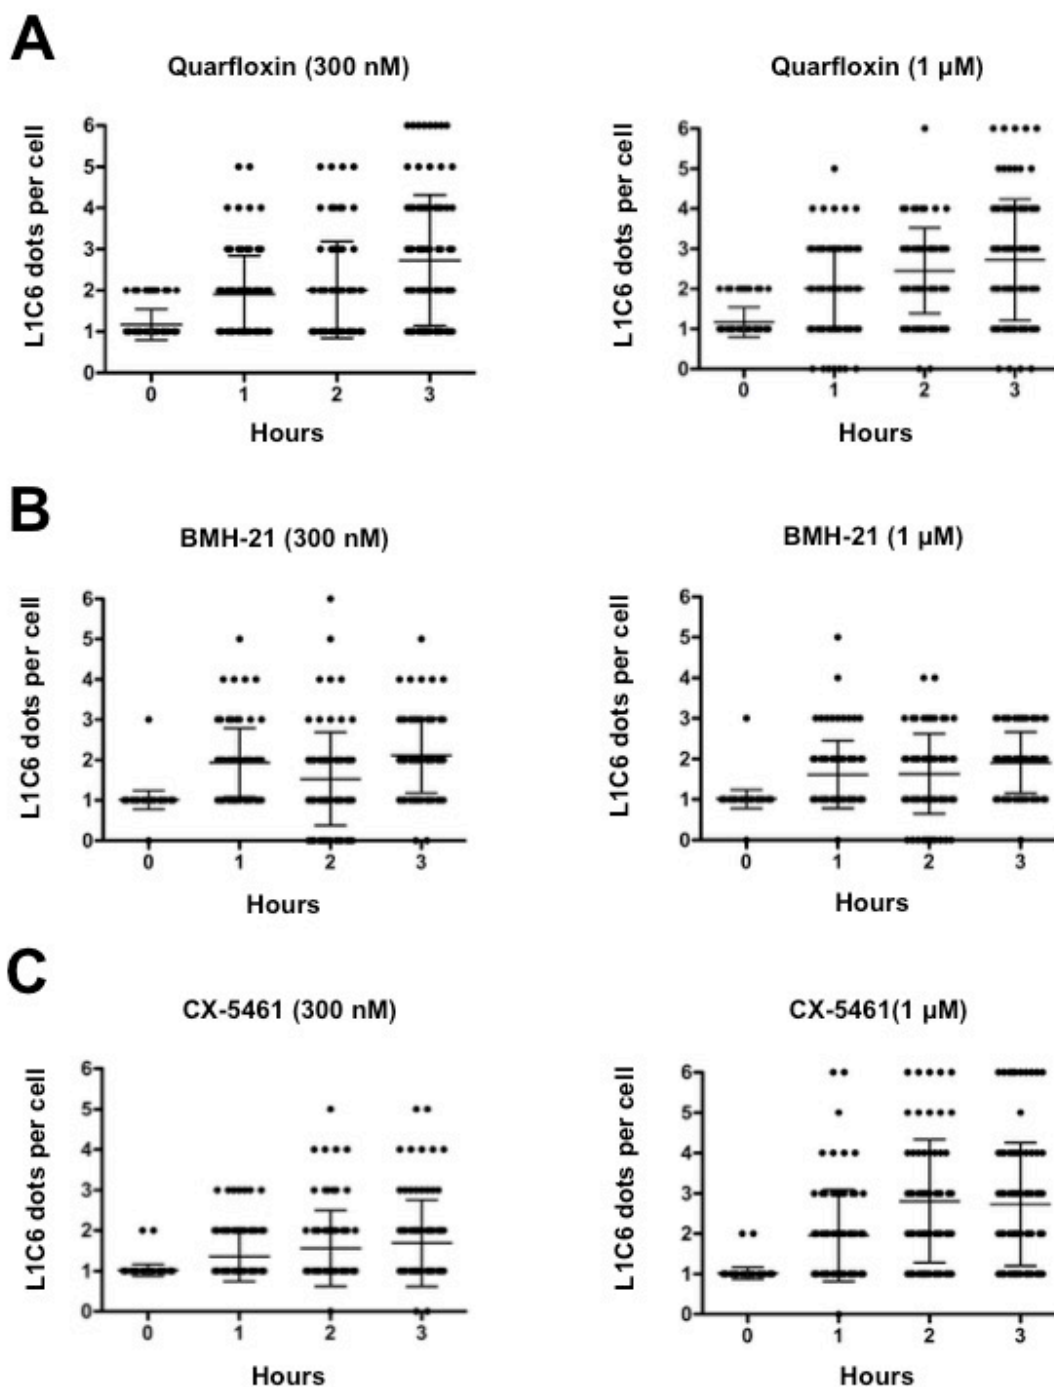 A
Quarfloxin (300 nM)
Quarfloxin (1 µM)
L1C6 dots per cell
6
5
4
3
2
1
0
0 1 2 3
Hours
L1C6 dots per cell
6
5
4
3
2
1
0
0 1 2 3
Hours
B
BMH-21 (300 nM)
BMH-21 (1 µM)
L1C6 dots per cell
6
5
4
3
2
1
0
0 1 2 3
Hours
L1C6 dots per cell
6
5
4
3
2
1
0
0 1 2 3
Hours
C
CX-5461 (300 nM)
CX-5461(1 µM)
L1C6 dots per cell
6
5
4
3
2
1
0
0 1 2 3
Hours
L1C6 dots per cell
6
5
4
3
2
1
0
0 1 2 3
Hours